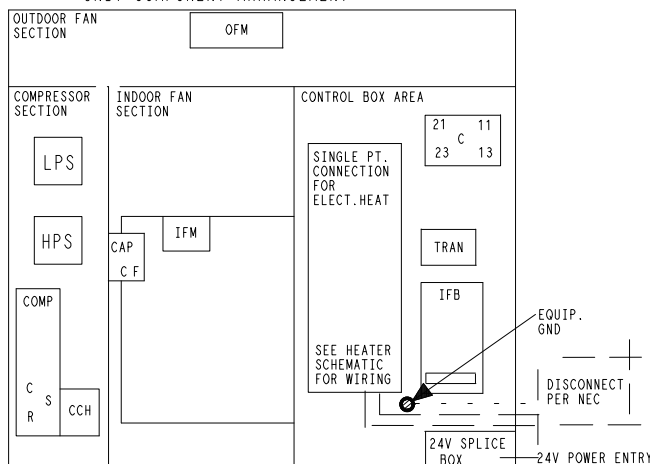 OUTDOOR FAN
SECTION
OFM
COMPRESSOR
SECTION
INDOOR FAN
SECTION
CONTROL BOX AREA
LPS
HPS
COMP
C
S
R
CCH
CAP
C F
IFM
SINGLE PT.
CONNECTION
FOR
ELECT.HEAT
SEE HEATER
SCHEMATIC
FOR WIRING
21 11
C
23 13
TRAN
IFB
EQUIP.
GND
DISCONNECT
PER NEC
24V SPLICE
BOX
24V POWER ENTRY